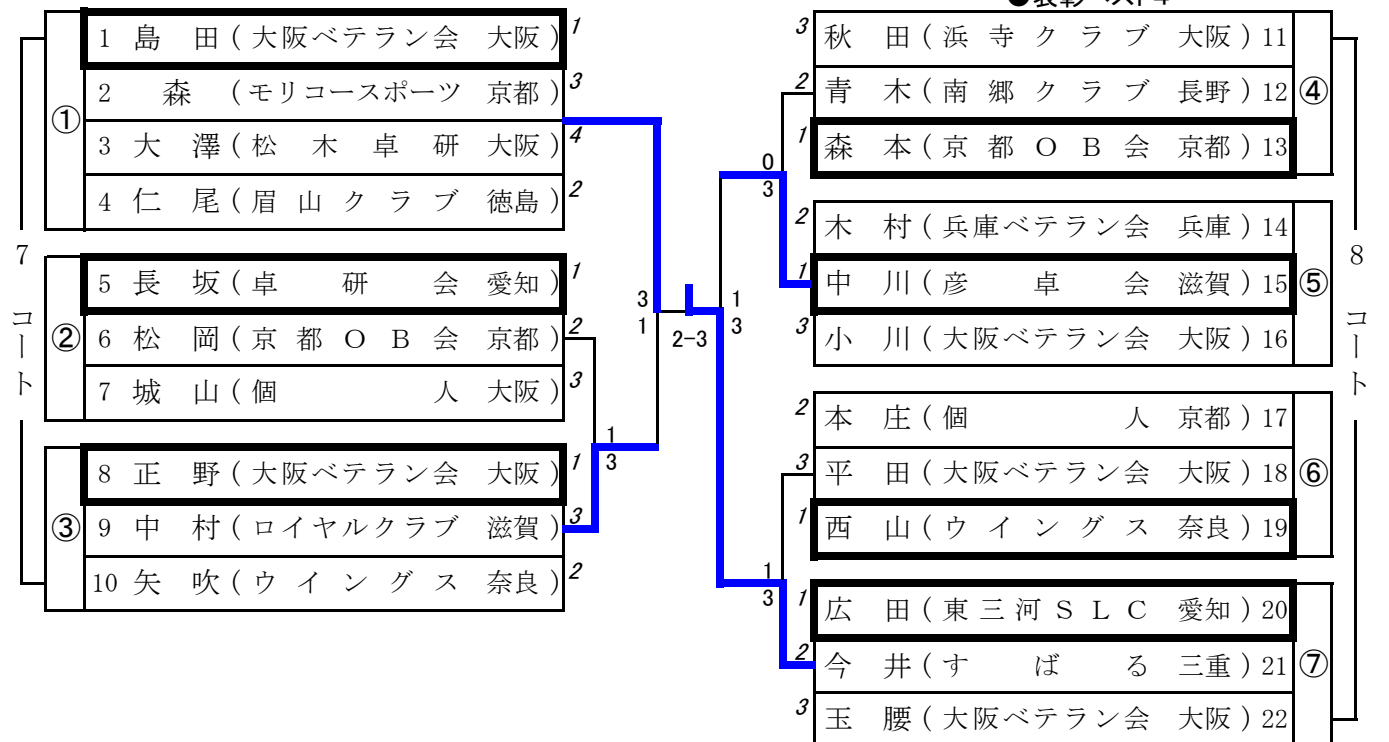 ●表彰 ベスト4
7コート
①
1 島 田(大阪ベテラン会 大阪) 1
2 森 (モリコースポーツ 京都) 3
3 大 澤(松 木 卓 研 大阪) 4
4 仁 尾(眉 山 ク ラ ブ 徳島) 2
②
5 長 坂(卓 研 会 愛知) 1
6 松 岡(京 都 O B 会 京都) 2
7 城 山(個 人 大阪) 3
③
8 正 野(大阪ベテラン会 大阪) 1
9 中 村(ロイヤルクラブ 滋賀) 3
10 矢 吹(ウ イ ン グ ス 奈良) 2
1
3
3
1
2-3
1
3
0
3
1
3
3 秋 田(浜 寺 ク ラ ブ 大阪)11
2 青 木(南 郷 ク ラ ブ 長野)12
1 森 本(京 都 O B 会 京都)13
④
2 木 村(兵庫ベテラン会 兵庫)14
1 中 川(彦 卓 会 滋賀)15
3 小 川(大阪ベテラン会 大阪)16
⑤
2 本 庄(個 人 京都)17
3 平 田(大阪ベテラン会 大阪)18
1 西 山(ウ イ ン グ ス 奈良)19
⑥
1 広 田(東 三 河 S L C 愛知)20
2 今 井(す ば る 三重)21
3 玉 腰(大阪ベテラン会 大阪)22
⑦
8コート